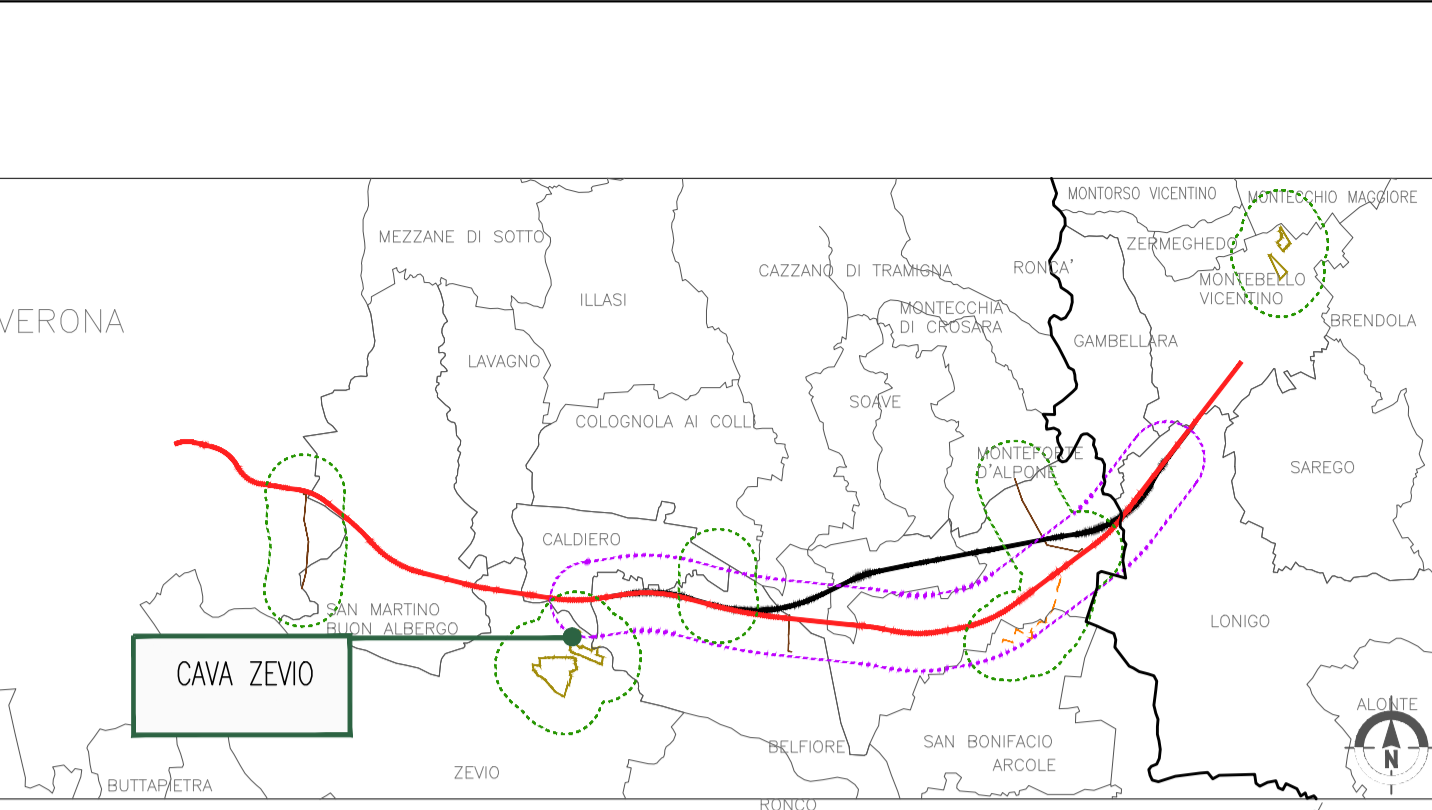 MONTORSO VICENTINO
MONTECCHIO MAGGIORE
MEZZANE DI SOTTO
ZERMEGHEDO
CAZZANO DI TRAMIGNA
RONCA'
MONTEBELLO
VICENTINO
ILLASI
MONTECCHIA
DI CROSARA
VERONA
BRENDOLA
GAMBELLARA
LAVAGNO
SOAVE
COLOGNOLA AI COLLI
MONTEFORTE
D'ALPONE
SAREGO
CALDIERO
SAN MARTINO
BUON ALBERGO
LONIGO
CAVA ZEVIO
ALONTE
SAN BONIFACIO
BELFIORE
ARCOLE
N
ZEVIO
BUTTAPIETRA
RONCO